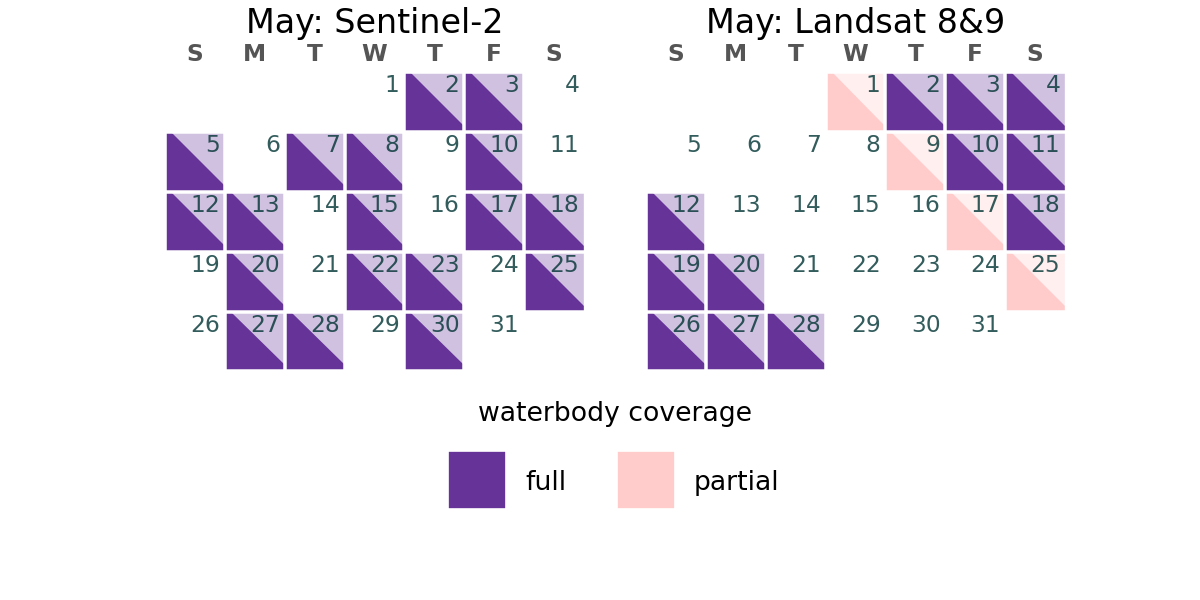 May: Sentinel-2
S M T W T F S
1 2 3 4
5 6 7 8 9 10 11
12 13 14 15 16 17 18
19 20 21 22 23 24 25
26 27 28 29 30 31
May: Landsat 8&9
S M T W T F S
1 2 3 4
5 6 7 8 9 10 11
12 13 14 15 16 17 18
19 20 21 22 23 24 25
26 27 28 29 30 31
waterbody coverage
full partial